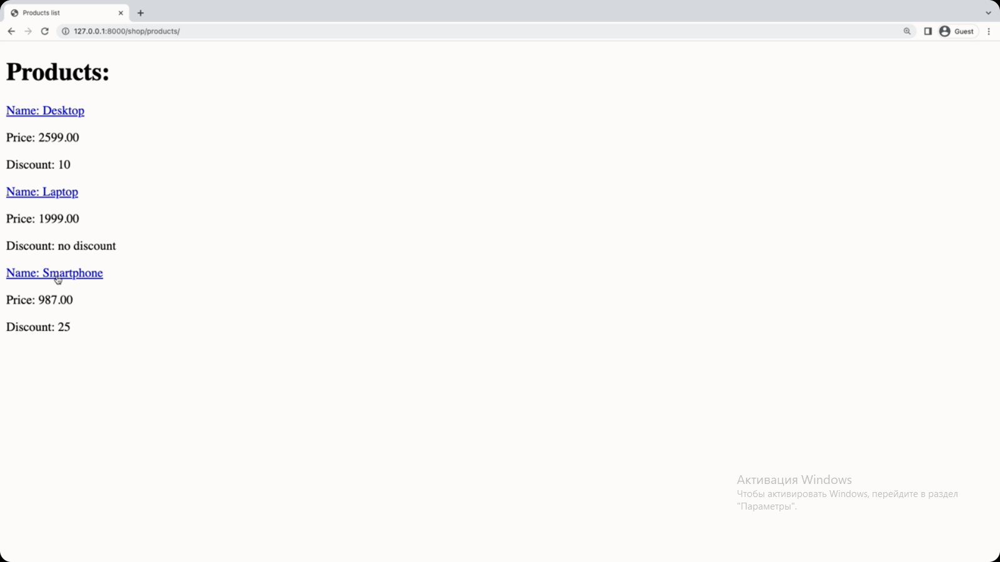 Products list
127.0.0.1:8000/shop/products/
Guest
Products:
Name: Desktop
Price: 2599.00
Discount: 10
Name: Laptop
Price: 1999.00
Discount: no discount
Name: Smartphone
Price: 987.00
Discount: 25
Активация Windows
Чтобы активировать Windows, перейдите в раздел
"Параметры".